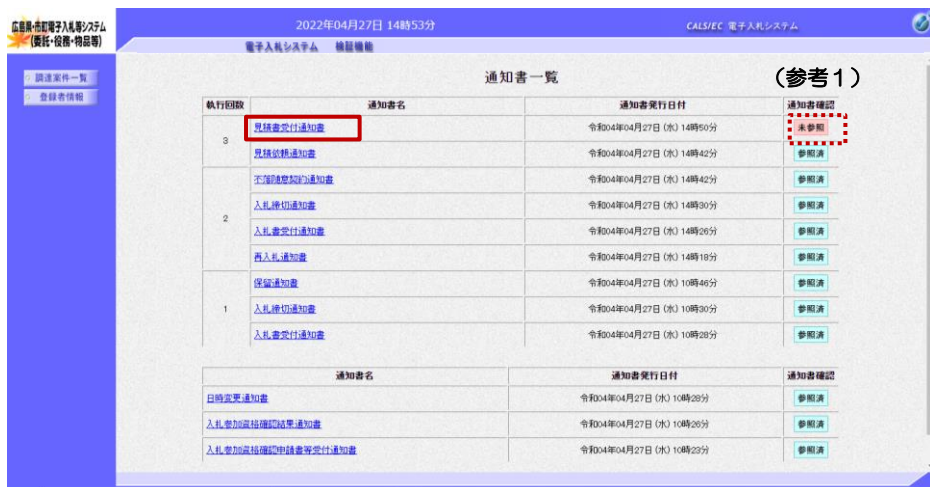 広島県・市町電子入札等システム
(委託・役務・物品等)
2022年04月27日 14時53分
CALS/EC 電子入札システム
電子入札システム 検証機能
調達案件一覧
登録者情報
通知書一覧
(参考1)
執行回数 通知書名 通知書発行日付 通知書確認
3
見積書受付通知書 令和04年04月27日 (水) 14時50分 未参照
見積依頼通知書 令和04年04月27日 (水) 14時42分 参照済
2
不落随意契約通知書 令和04年04月27日 (水) 14時42分 参照済
入札締切通知書 令和04年04月27日 (水) 14時30分 参照済
入札書受付通知書 令和04年04月27日 (水) 14時26分 参照済
再入札通知書 令和04年04月27日 (水) 14時18分 参照済
1
保留通知書 令和04年04月27日 (水) 10時46分 参照済
入札締切通知書 令和04年04月27日 (水) 10時30分 参照済
入札書受付通知書 令和04年04月27日 (水) 10時28分 参照済
通知書名 通知書発行日付 通知書確認
日時変更通知書 令和04年04月27日 (水) 10時28分 参照済
入札参加資格確認結果通知書 令和04年04月27日 (水) 10時26分 参照済
入札参加資格確認申請書等受付通知書 令和04年04月27日 (水) 10時23分 参照済